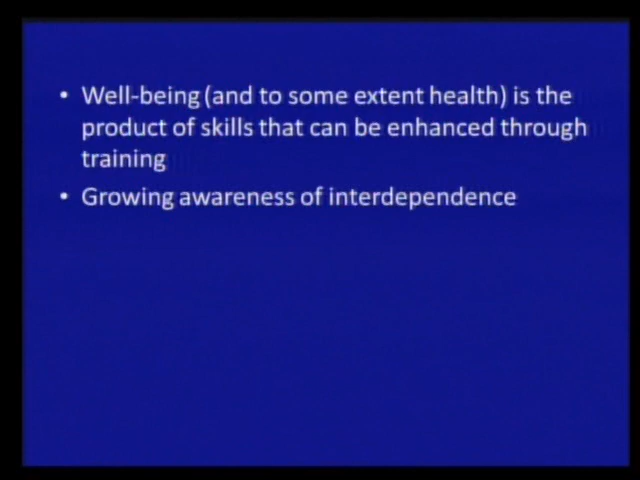 • Well-being (and to some extent health) is the
product of skills that can be enhanced through
training
• Growing awareness of interdependence